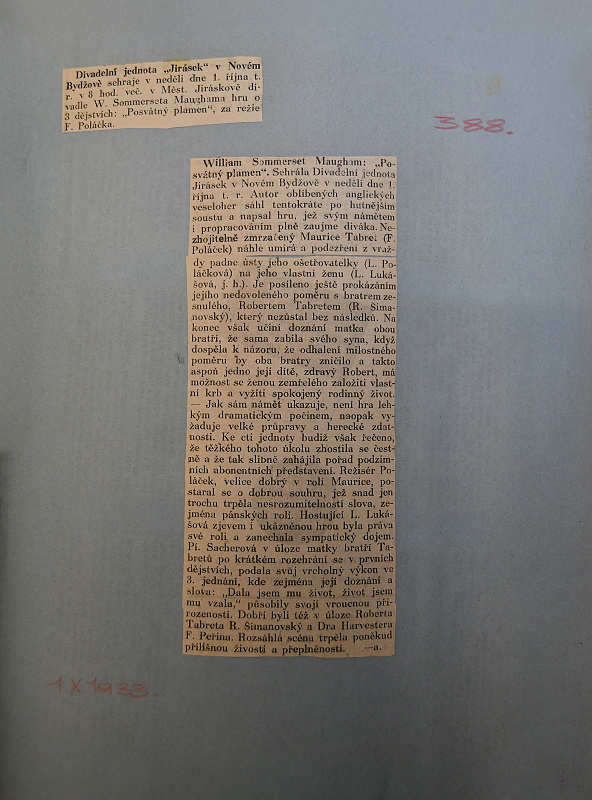 Divadelní jednota „Jirásek“ v Novém
Bydžově sehraje v neděli dne 1. října t.
r. v 8 hod. več. v Měst. Jiráskově di-
vadle W. Sommerseta Maughama hru o
3 dějstvích: „Posvátný plamen“, za režie
F. Poláčka.
388.
William Sommerset Maugham: „Po-
svátný plamen“. Sehrála Divadelní jednota
Jirásek v Novém Bydžově v neděli dne 1.
října t. r. Autor oblíbených anglických
veseloher sáhl tentokráte po hutnějším
soustu a napsal hru, jež svým námětem
i propracováním plně zaujme diváka. Ne-
zhojitelně zmrzačený Maurice Tabret (F.
Poláček) náhle umírá a podezření z vraž-
dy padne ústy jeho ošetřovatelky (L. Po-
láčková) na jeho vlastní ženu (L. Luká-
šová, j. h.). Je posíleno ještě prokázáním
jejího nedovoleného poměru s bratrem ze-
snulého, Robertem Tabretem (R. Šima-
novský), který nezůstal bez následků. Na
konec však učiní doznání matka obou
bratří, že sama zabila svého syna, když
dospěla k názoru, že odhalení milostného
poměru by oba bratry zničilo a takto
aspoň jedno její dítě, zdravý Robert, má
možnost se ženou zemřelého založiti vlast-
ní krb a vyžíti spokojený rodinný život.
— Jak sám námět ukazuje, není hra leh-
kým dramatickým počinem, naopak vy-
žaduje velké průpravy a herecké zdat-
nosti. Ke cti jednoty budiž však řečeno,
že těžkého tohoto úkolu zhostila se čest-
ně a že tak slibně zahájila pořad podzim-
ních abonentních představení. Režisér Po-
láček, velice dobrý v roli Maurice, po-
staral se o dobrou souhru, jež snad jen
trochu trpěla nesrozumitelností slova, ze-
jména pánských rolí. Hostující L. Luká-
šová zjevem i ukázněnou hrou byla práva
své roli a zanechala sympatický dojem.
Pí. Sacherová v úloze matky bratří Ta-
bretů po krátkém rozehrání se v prvních
dějstvích, podala svůj vrcholný výkon ve
3. jednání, kde zejména její doznání a
slova: „Dala jsem mu život, život jsem
mu vzala,“ působily svojí vroucnou při-
rozeností. Dobří byli též v úloze Roberta
Tabreta R. Šimanovský a Dra Harvestera
F. Peřina. Rozsáhlá scéna trpěla poněkud
přílišnou živostí a přeplněností. —a.
1.X.1933.